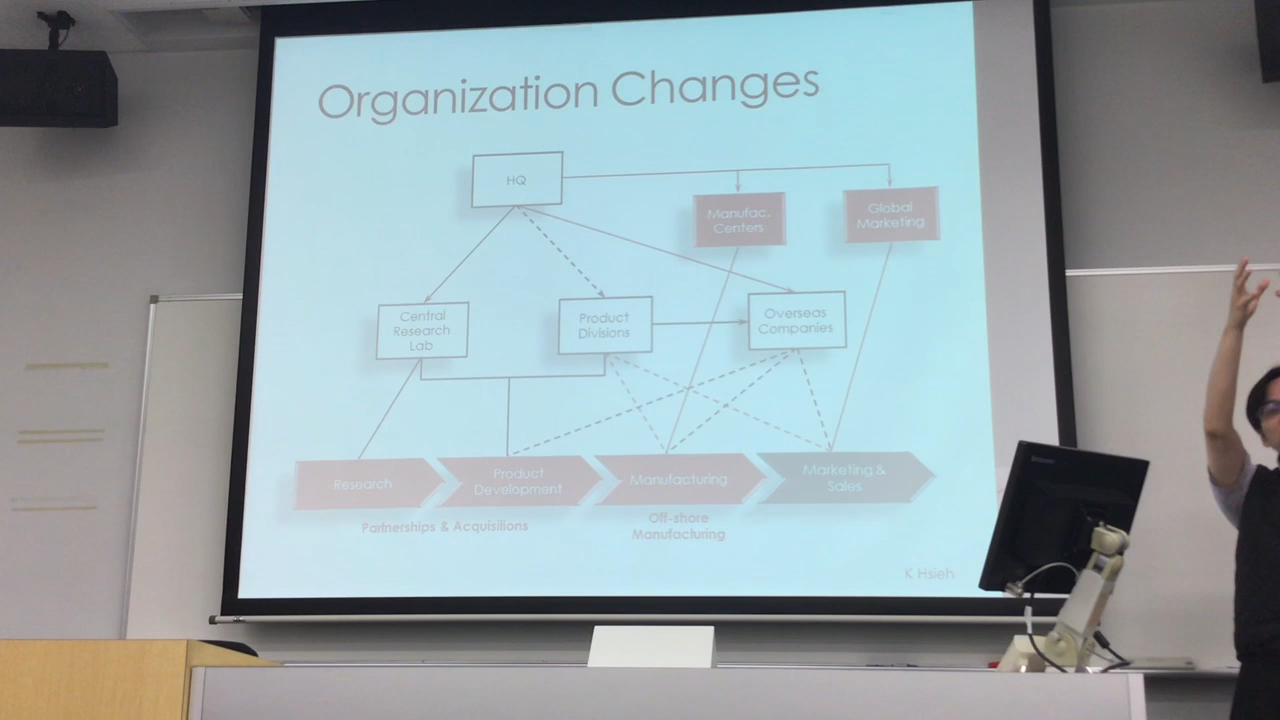 Organization Changes
HQ
Manufac.
Centers
Global
Marketing
Central
Research
Lab
Product
Divisions
Overseas
Companies
Research
Product
Development
Manufacturing
Marketing &
Sales
Partnerships & Acquisitions
Off-shore
Manufacturing
K Hsieh